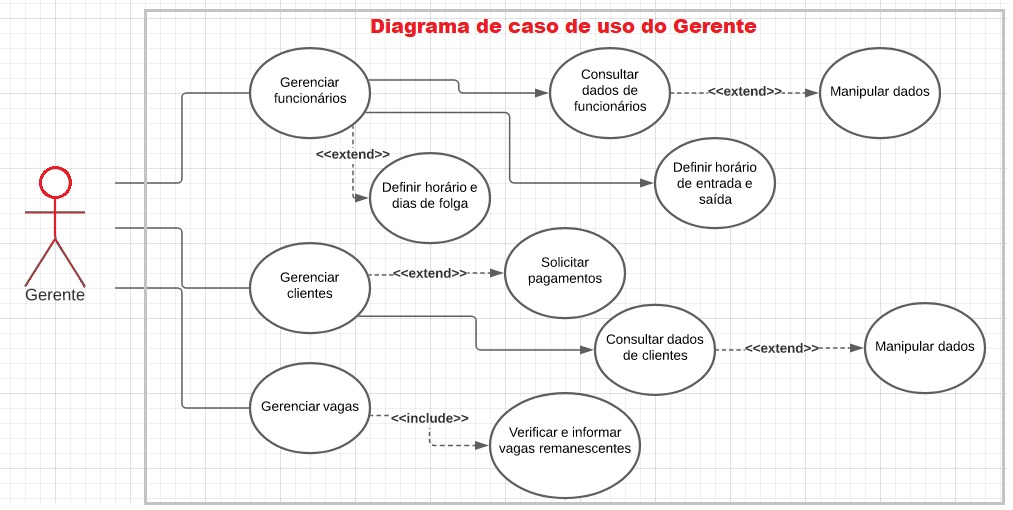 Diagrama de caso de uso do Gerente
Gerenciar
funcionários
Consultar
dados de
funcionários
<<extend>>
Manipular dados
<<extend>>
Definir horário e
dias de folga
Definir horário
de entrada e
saída
Gerente
Gerenciar
clientes
<<extend>>
Solicitar
pagamentos
Consultar dados
de clientes
<<extend>>
Manipular dados
Gerenciar vagas
<<include>>
Verificar e informar
vagas remanescentes